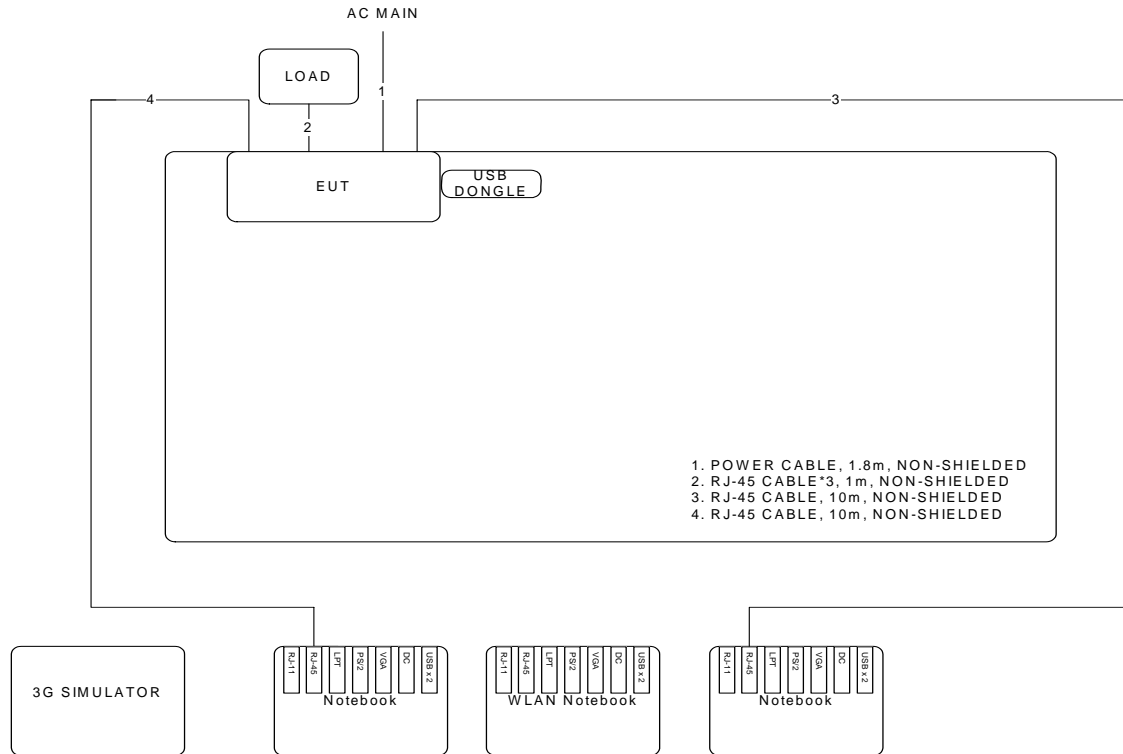 AC MAIN
LOAD
4
1
3
2
EUT
USB
DONGLE
1. POWER CABLE, 1.8m, NON-SHIELDED
2. RJ-45 CABLE*3, 1m, NON-SHIELDED
3. RJ-45 CABLE, 10m, NON-SHIELDED
4. RJ-45 CABLE, 10m, NON-SHIELDED
3G SIMULATOR
RJ-11
RJ-45
LPT
PS/2
VGA
DC
USB x 2
Notebook
RJ-11
RJ-45
LPT
PS/2
VGA
DC
USB x 2
WLAN Notebook
RJ-11
RJ-45
LPT
PS/2
VGA
DC
USB x 2
Notebook